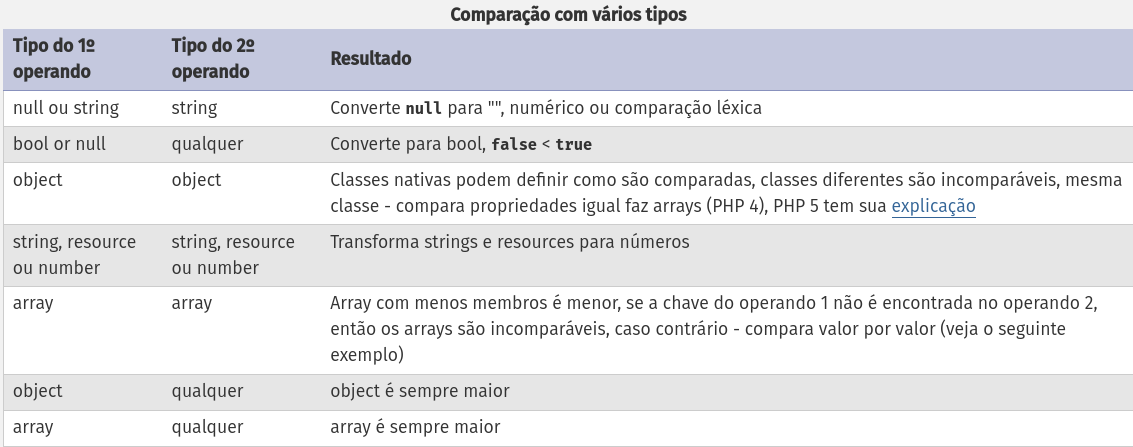 Comparação com vários tipos
Tipo do 1º operando Tipo do 2º operando Resultado
null ou string string Converte null para "", numérico ou comparação léxica
bool or null qualquer Converte para bool, false < true
object object Classes nativas podem definir como são comparadas, classes diferentes são incomparáveis, mesma
classe - compara propriedades igual faz arrays (PHP 4), PHP 5 tem sua explicação
string, resource ou number string, resource ou number Transforma strings e resources para números
array array Array com menos membros é menor, se a chave do operando 1 não é encontrada no operando 2,
então os arrays são incomparáveis, caso contrário - compara valor por valor (veja o seguinte
exemplo)
object qualquer object é sempre maior
array qualquer array é sempre maior